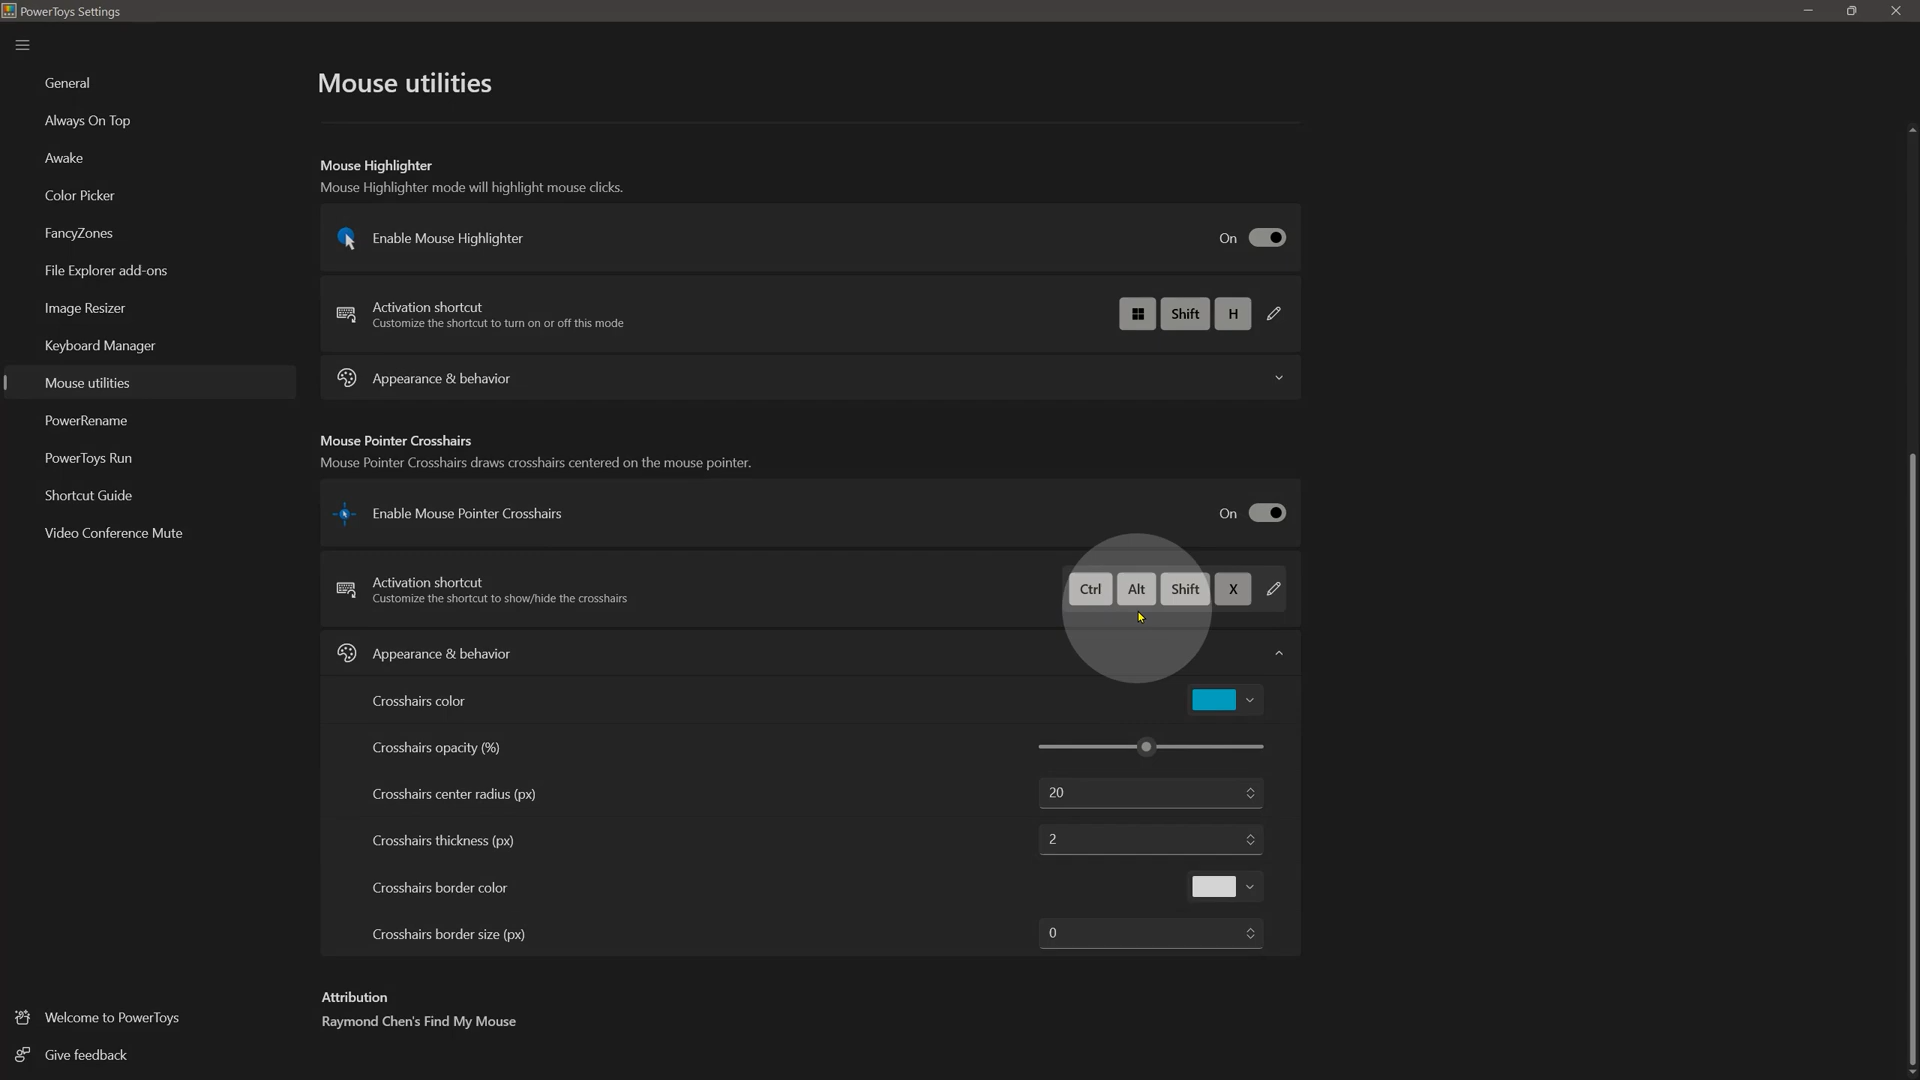 PowerToys Settings
General
Always On Top
Awake
Color Picker
FancyZones
File Explorer add-ons
Image Resizer
Keyboard Manager
Mouse utilities
PowerRename
PowerToys Run
Shortcut Guide
Video Conference Mute
Welcome to PowerToys
Give feedback
Mouse utilities
Mouse Highlighter
Mouse Highlighter mode will highlight mouse clicks.
Enable Mouse Highlighter On
Activation shortcut Shift H
Customize the shortcut to turn on or off this mode
Appearance & behavior
Mouse Pointer Crosshairs
Mouse Pointer Crosshairs draws crosshairs centered on the mouse pointer.
Enable Mouse Pointer Crosshairs On
Activation shortcut Ctrl Alt Shift X
Customize the shortcut to show/hide the crosshairs
Appearance & behavior
Crosshairs color
Crosshairs opacity (%)
Crosshairs center radius (px) 20
Crosshairs thickness (px) 2
Crosshairs border color
Crosshairs border size (px) 0
Attribution
Raymond Chen's Find My Mouse